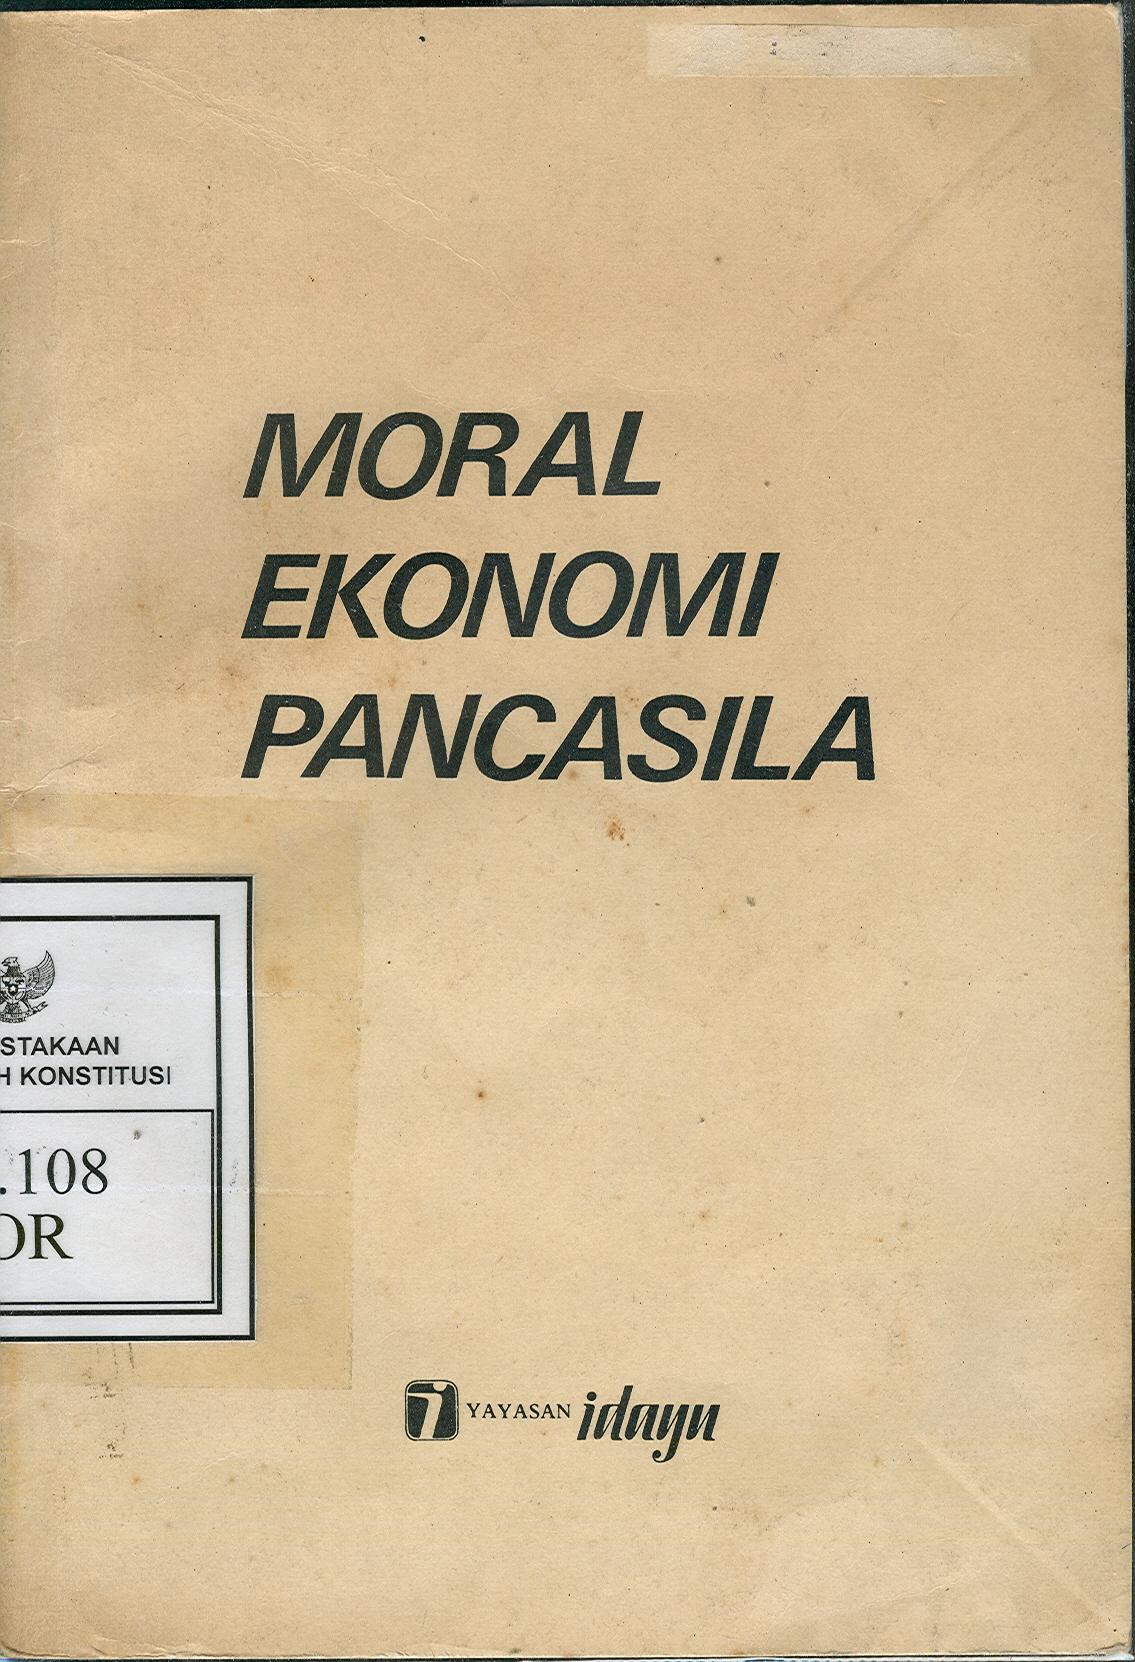 MORAL
EKONOMI
PANCASILA
STAKAAN
H KONSTITUSI
.108
OR
YAYASAN idayu